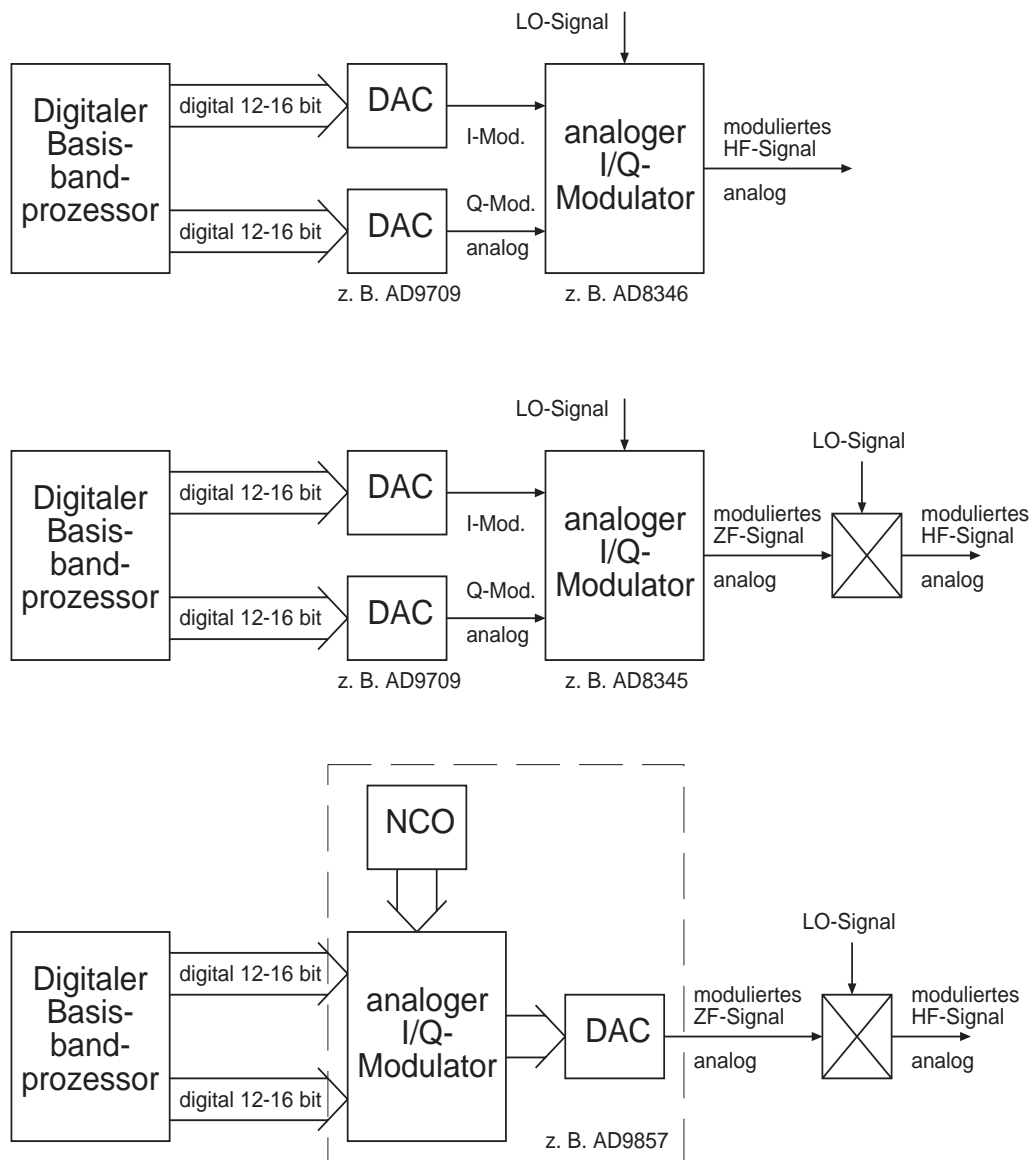 LO-Signal
Digitaler
Basis-
band-
prozessor
digital 12-16 bit
digital 12-16 bit
DAC
DAC
I-Mod.
Q-Mod.
analog
analoger
I/Q-
Modulator
moduliertes
HF-Signal
analog
z. B. AD9709
z. B. AD8346
LO-Signal
LO-Signal
Digitaler
Basis-
band-
prozessor
digital 12-16 bit
digital 12-16 bit
DAC
DAC
I-Mod.
Q-Mod.
analog
analoger
I/Q-
Modulator
moduliertes
ZF-Signal
analog
moduliertes
HF-Signal
analog
z. B. AD9709
z. B. AD8345
NCO
LO-Signal
Digitaler
Basis-
band-
prozessor
digital 12-16 bit
digital 12-16 bit
analoger
I/Q-
Modulator
DAC
moduliertes
ZF-Signal
analog
moduliertes
HF-Signal
analog
z. B. AD9857